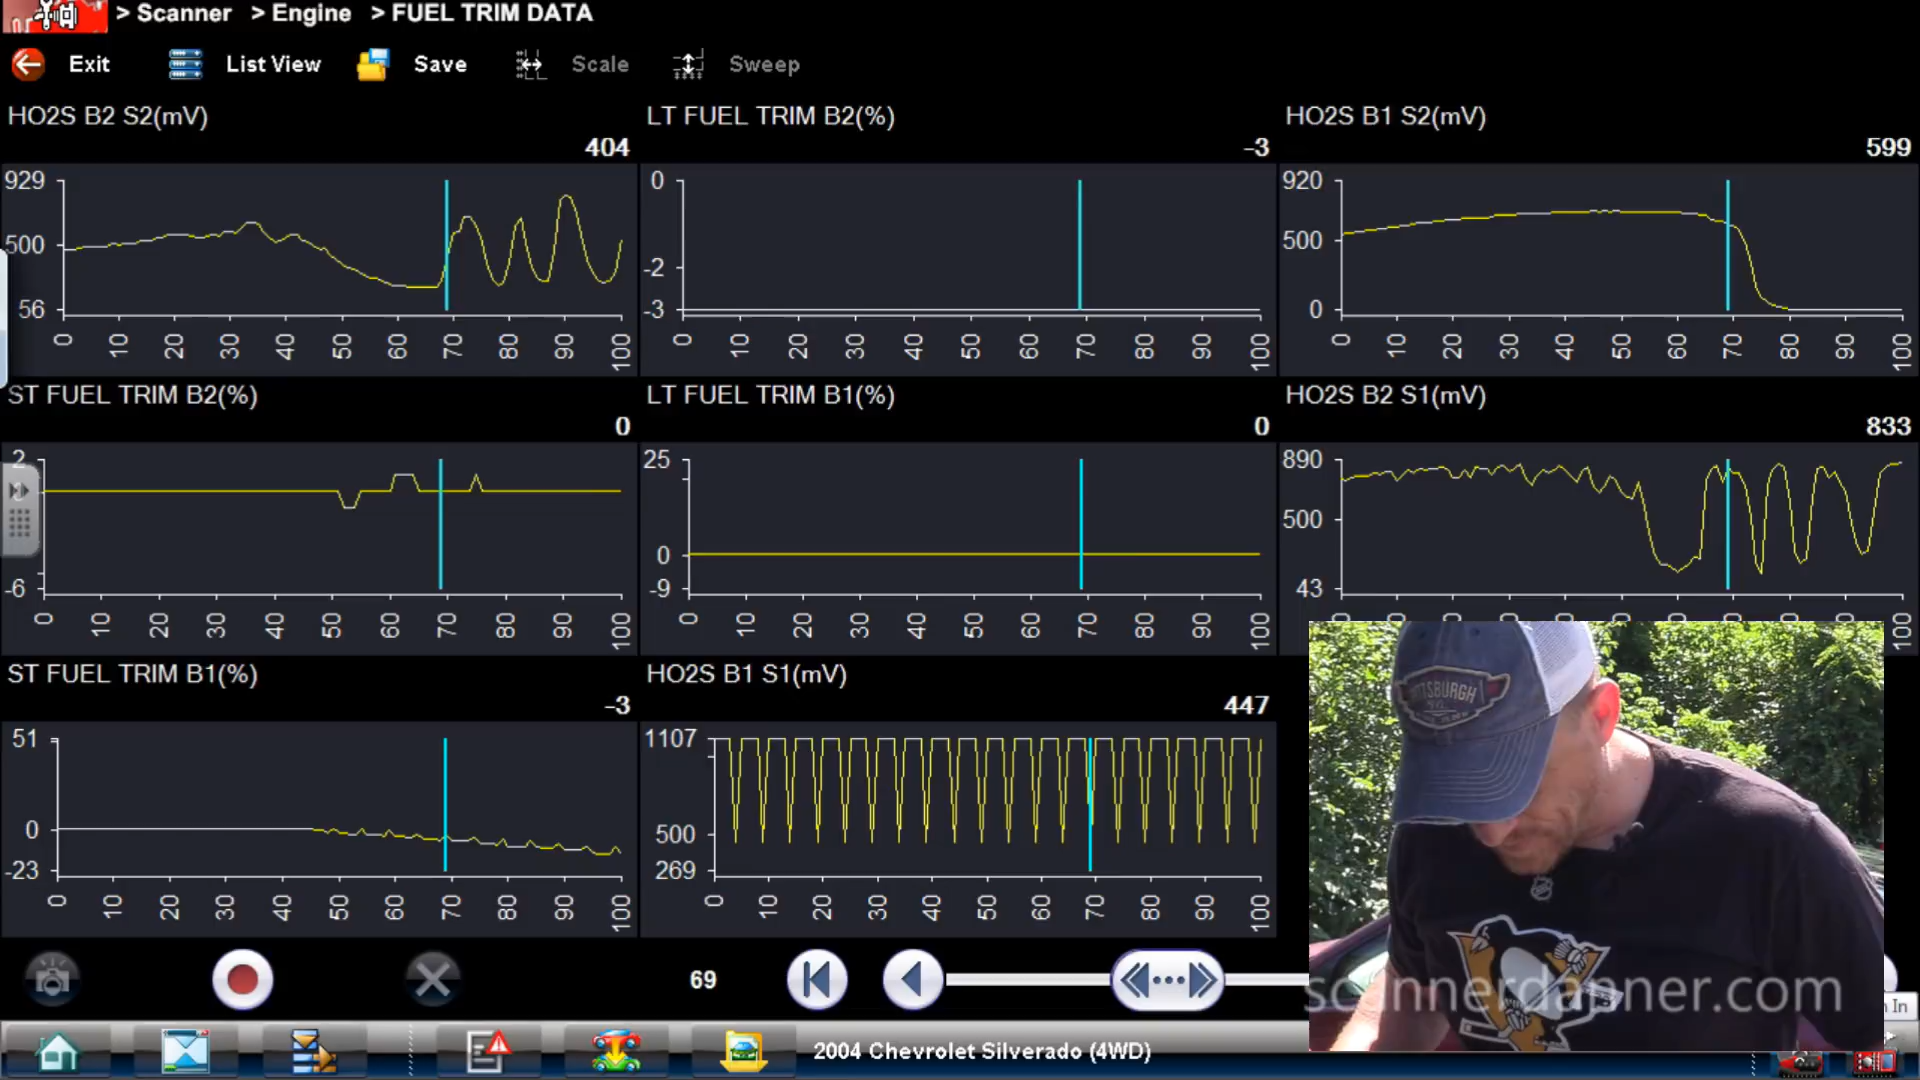 > Scanner > Engine > FUEL TRIM DATA
Exit List View Save Scale Sweep
HO2S B2 S2(mV)
404
929
500
56
0 10 20 30 40 50 60 70 80 90 100
LT FUEL TRIM B2(%)
-3
0
-2
-3
0 10 20 30 40 50 60 70 80 90 100
HO2S B1 S2(mV)
599
920
500
0
0 10 20 30 40 50 60 70 80 90 100
ST FUEL TRIM B2(%)
0
2
-6
0 10 20 30 40 50 60 70 80 90 100
LT FUEL TRIM B1(%)
0
25
0
-9
0 10 20 30 40 50 60 70 80 90 100
HO2S B2 S1(mV)
833
890
500
43
100
ST FUEL TRIM B1(%)
-3
51
0
-23
0 10 20 30 40 50 60 70 80 90 100
HO2S B1 S1(mV)
447
1107
500
269
0 10 20 30 40 50 60 70 80 90 100
PITTSBURGH
NHL
69
scannerdanner.com
In
2004 Chevrolet Silverado (4WD)